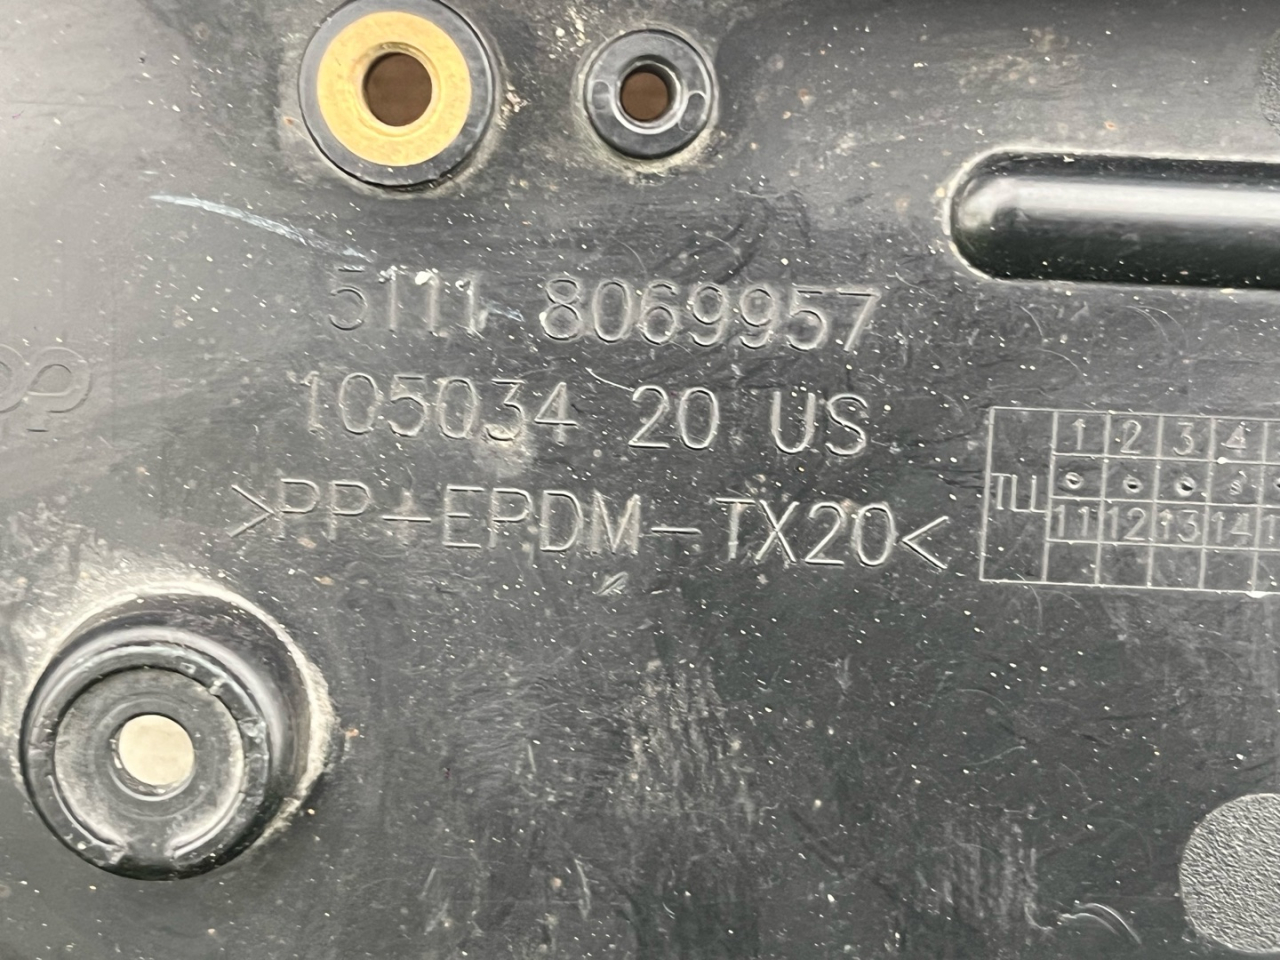 5111 8069957
105034 20 US
>PP+EPDM-TX20<
1 2 3 4
11 12 13 14